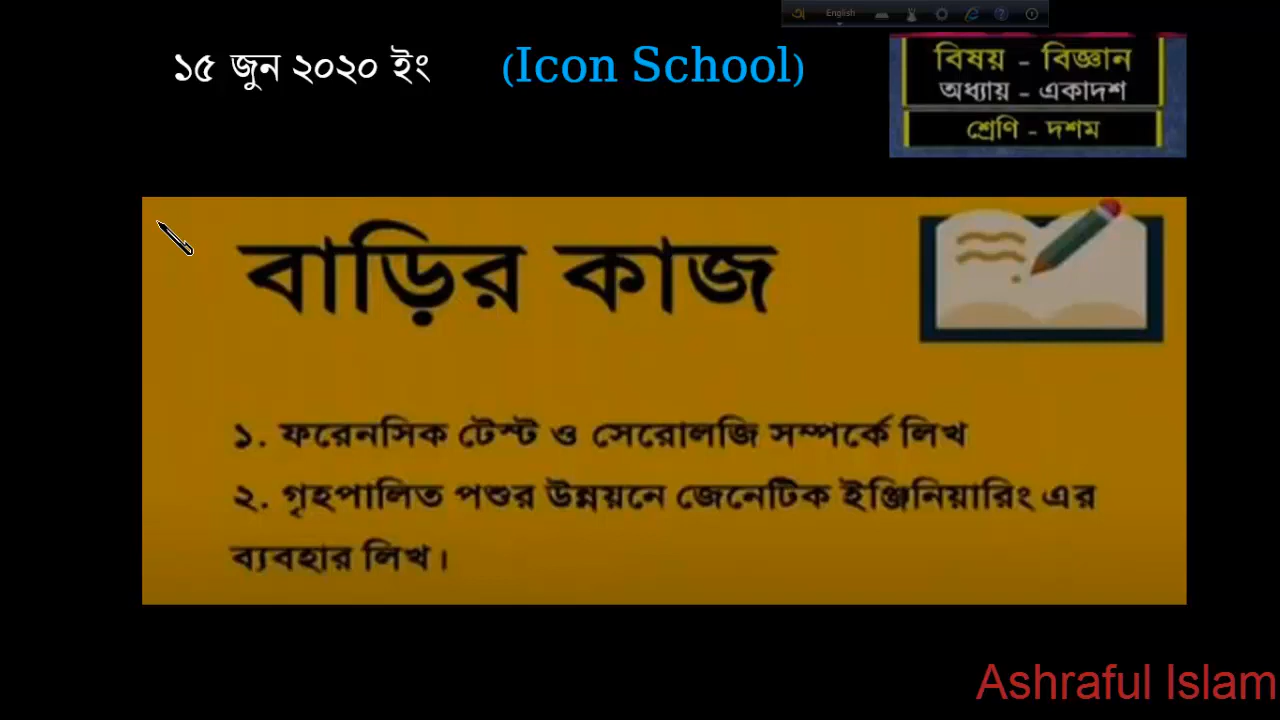 English
১৫ জুন ২০২০ ইং (Icon School)
বিষয় - বিজ্ঞান
অধ্যায় - একাদশ
শ্রেণি - দশম
বাড়ির কাজ
১. ফরেনসিক টেস্ট ও সেরোলজি সম্পর্কে লিখ
২. গৃহপালিত পশুর উন্নয়নে জেনেটিক ইঞ্জিনিয়ারিং এর
ব্যবহার লিখ।
Ashraful Islam